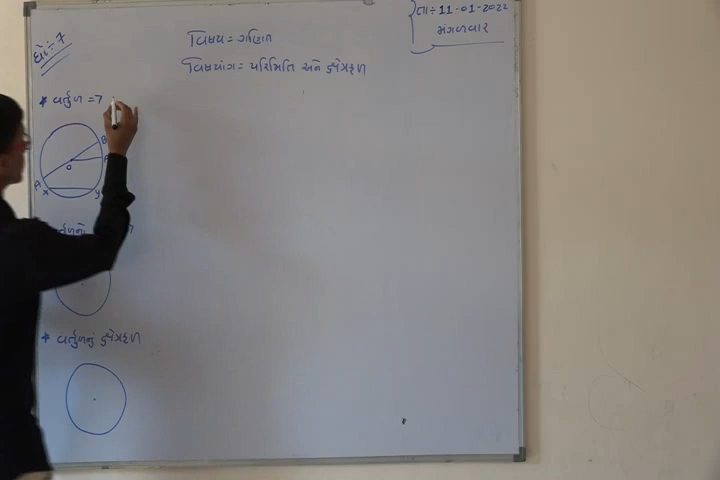 તા÷ 11-01-2022
મંગળવાર
ધો÷ 7
વિષય = ગણિત
વિષયાંગ = પરિમિતિ અને ક્ષેત્રફળ
* વર્તુળ = 7
B
O
A
x y
* વર્તુળનું ક્ષેત્રફળ